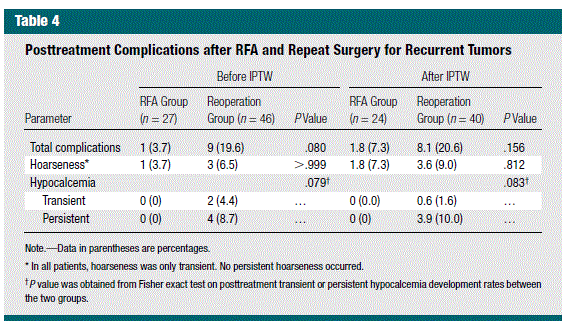 Table 4
Posttreatment Complications after RFA and Repeat Surgery for Recurrent Tumors
Before IPTW After IPTW
RFA Group Reoperation RFA Group Reoperation
Parameter (n = 27) Group (n = 46) P Value (n = 24) Group (n = 40) P Value
Total complications 1 (3.7) 9 (19.6) .080 1.8 (7.3) 8.1 (20.6) .156
Hoarseness* 1 (3.7) 3 (6.5) >.999 1.8 (7.3) 3.6 (9.0) .812
Hypocalcemia .079† .083†
Transient 0 (0) 2 (4.4) ... 0 (0.0) 0.6 (1.6) ...
Persistent 0 (0) 4 (8.7) ... 0 (0) 3.9 (10.0) ...
Note.—Data in parentheses are percentages.
* In all patients, hoarseness was only transient. No persistent hoarseness occurred.
† P value was obtained from Fisher exact test on posttreatment transient or persistent hypocalcemia development rates between
the two groups.